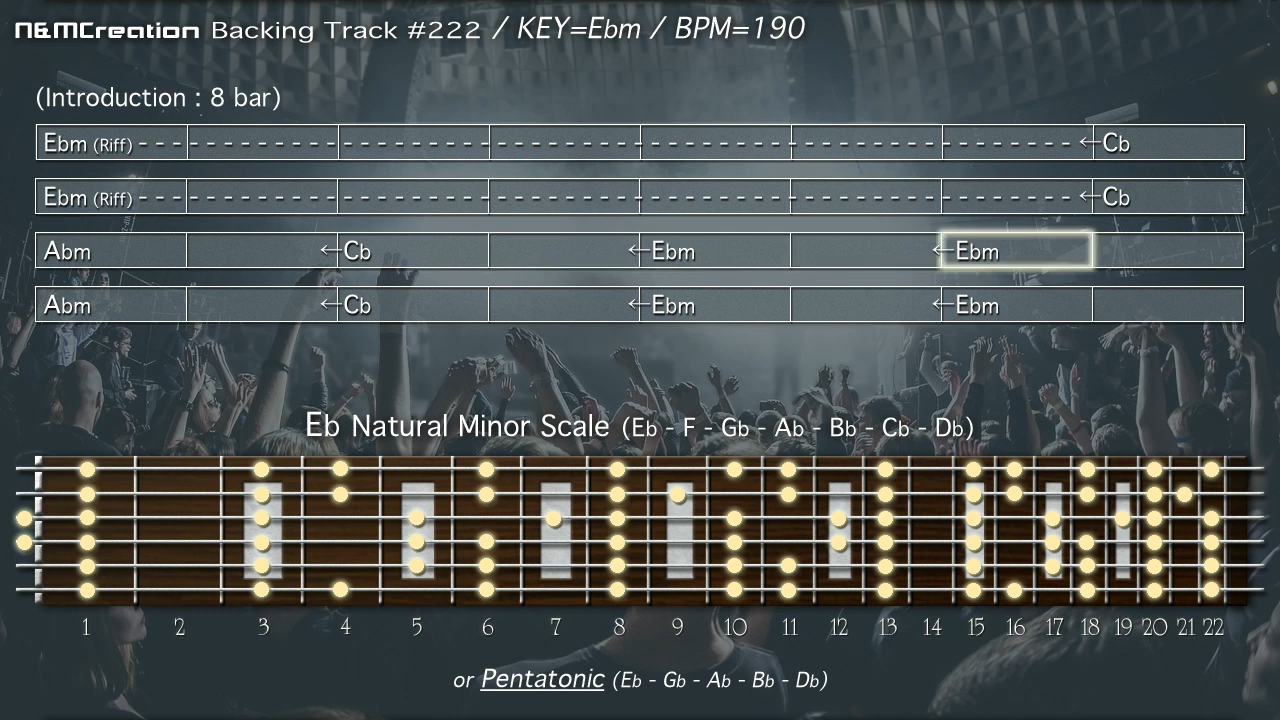 N&MCreation Backing Track #222 / KEY=Ebm / BPM=190
(Introduction : 8 bar)
Ebm (Riff) - - - - - - - - - - - - - - - - - - - - - - - - - - - - - - - - - - - - - - - - - - - - - - - - - - - - - - - - ←Cb
Ebm (Riff) - - - - - - - - - - - - - - - - - - - - - - - - - - - - - - - - - - - - - - - - - - - - - - - - - - - - - - - - ←Cb
Abm ←Cb ←Ebm ←Ebm
Abm ←Cb ←Ebm ←Ebm
Eb Natural Minor Scale (Eb - F - Gb - Ab - Bb - Cb - Db)
1 2 3 4 5 6 7 8 9 10 11 12 13 14 15 16 17 18 19 20 21 22
or Pentatonic (Eb - Gb - Ab - Bb - Db)